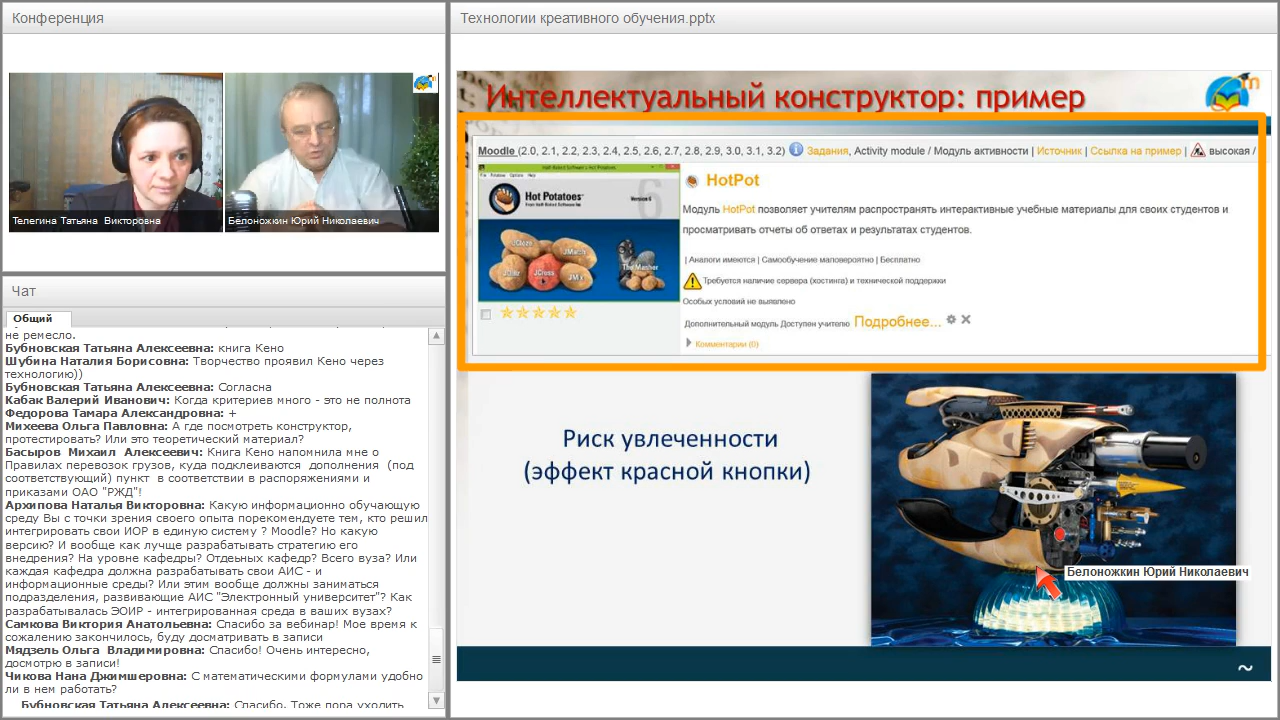 Конференция
Телегина Татьяна Викторовна
Белоножкин Юрий Николаевич
Чат
Общий
не ремесло.
Бубновская Татьяна Алексеевна: книга Кено
Шубина Наталия Борисовна: Творчество проявил Кено через
технологию))
Бубновская Татьяна Алексеевна: Согласна
Кабак Валерий Иванович: Когда критериев много - это не полнота
Федорова Тамара Александровна: +
Михеева Ольга Павловна: А где посмотреть конструктор,
протестировать? Или это теоретический материал?
Басыров Михаил Алексеевич: Книга Кено напомнила мне о
Правилах перевозок грузов, куда подклеиваются дополнения (под
соответствующий) пункт в соответствии в распоряжениями и
приказами ОАО "РЖД"!
Архипова Наталья Викторовна: Какую информационно обучающую
среду Вы с точки зрения своего опыта порекомендуете тем, кто решил
интегрировать свои ИОР в единую систему ? Moodle? Но какую
версию? И вообще как лучще разрабатывать стратегию его
внедрения? На уровне кафедры? Отдеьных кафедр? Всего вуза? Или
каждая кафедра должна разрабатывать свои АИС - и
информационные среды? Или этим вообще должны заниматься
подразделения, развивающие АИС "Электронный университет"? Как
разрабатывалась ЭОИР - интегрированная среда в ваших вузах?
Самкова Виктория Анатольевна: Спасибо за вебинар! Мое время к
сожалению закончилось, буду досматривать в записи
Мядзель Ольга Владимировна: Спасибо! Очень интересно,
досмотрю в записи!
Чикова Нана Джимшеровна: С математическими формулами удобно
ли в нем работать?
Бубновская Татьяна Алексеевна: Спасибо. Тоже пора уходить
Технологии креативного обучения.pptx
Интеллектуальный конструктор: пример
Moodle (2.0, 2.1, 2.2, 2.3, 2.4, 2.5, 2.6, 2.7, 2.8, 2.9, 3.0, 3.1, 3.2) Задания, Activity module / Модуль активности | Источник | Ссылка на пример | высокая /
Hot Potatoes
Version 6
6
JCloze
JMatch
JQuiz
JCross
JMix
The Masher
HotPot
Модуль HotPot позволяет учителям распространять интерактивные учебные материалы для своих студентов и
просматривать отчеты об ответах и результатах студентов.
| Аналоги имеются | Самообучение маловероятно | Бесплатно
Требуется наличие сервера (хостинга) и технической поддержки
Особых условий не выявлено
Дополнительный модуль Доступен учителю Подробнее...
Комментарии (0)
Риск увлеченности
(эффект красной кнопки)
Белоножкин Юрий Николаевич
~